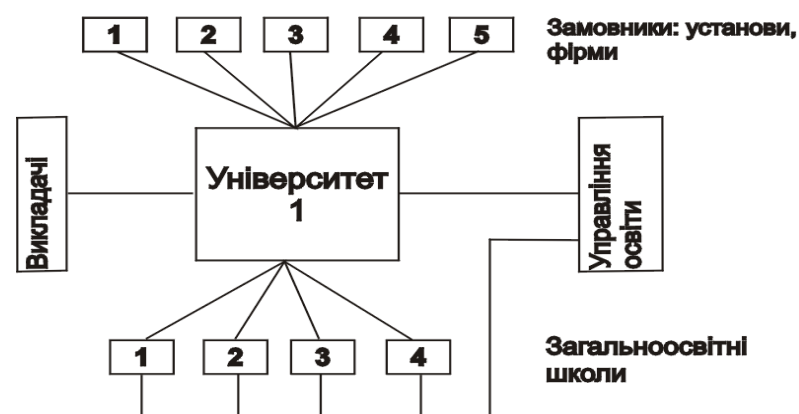 1 2 3 4 5
Замовники: установи,
фірми
Викладачі
Університет
1
Управління
освіти
1 2 3 4
Загальноосвітні
школи